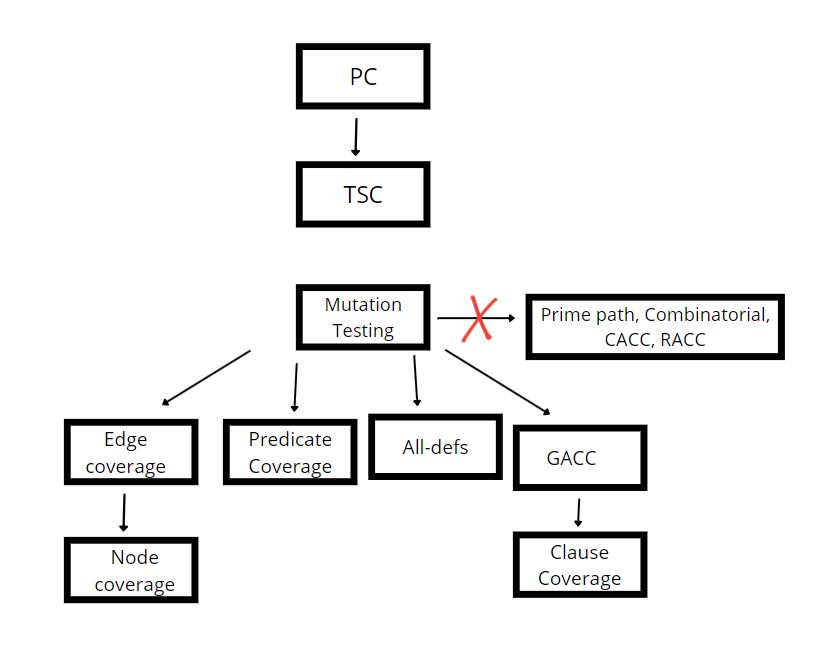 PC
TSC
Mutation
Testing
Prime path, Combinatorial,
CACC, RACC
Edge
coverage
Predicate
Coverage
All-defs
GACC
Node
coverage
Clause
Coverage